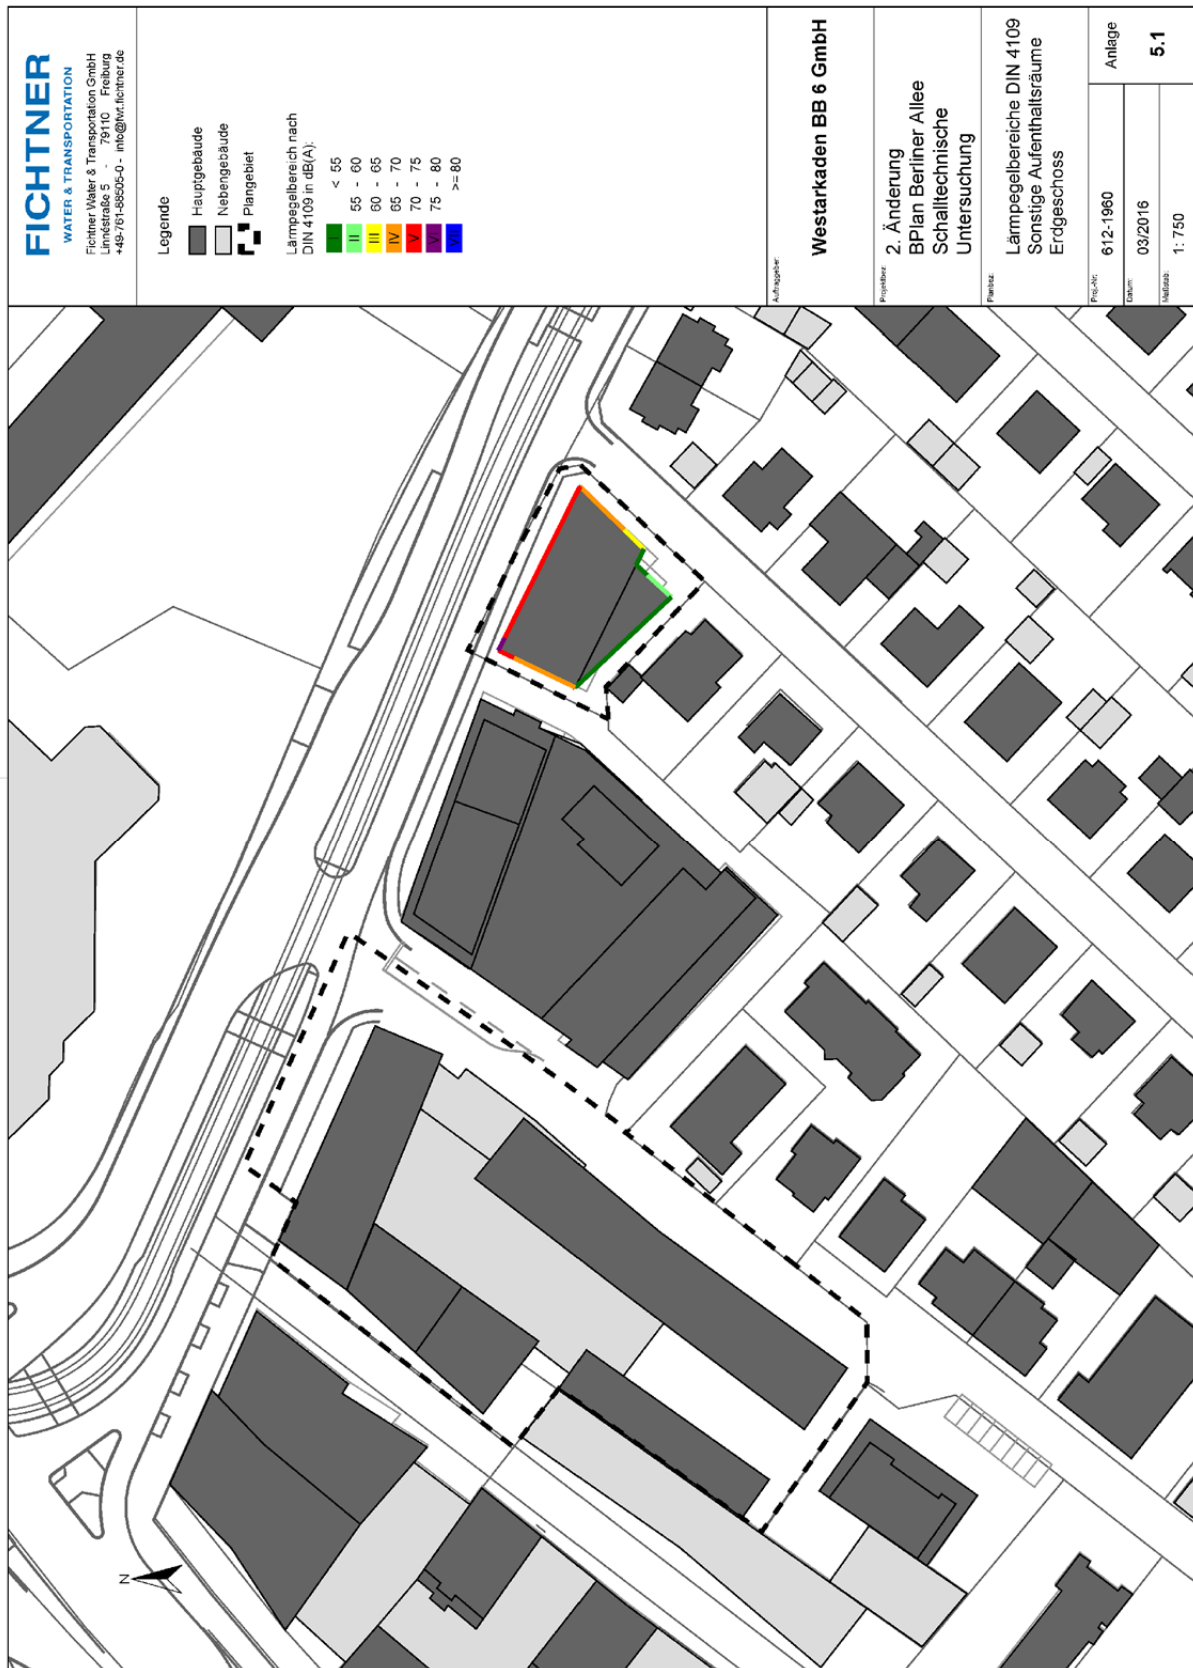 FICHTNER
WATER & TRANSPORTATION
Fichtner Water & Transportation GmbH
Linnéstraße 5 - 79110 Freiburg
+49-761-88505-0 - info@fwt.fichtner.de
Legende
Hauptgebäude
Nebengebäude
Plangebiet
Lärmpegelbereich nach
DIN 4109 in dB(A):
I < 55
II 55 - 60
III 60 - 65
IV 65 - 70
V 70 - 75
VI 75 - 80
VII >= 80
Auftraggeber:
Westarkaden BB 6 GmbH
Projektbez:
2. Änderung
BPlan Berliner Allee
Schalltechnische
Untersuchung
Planbez:
Lärmpegelbereiche DIN 4109
Sonstige Aufenthaltsräume
Erdgeschoss
Proj.-Nr:
612-1960
Datum:
03/2016
Maßstab:
1: 750
Anlage
5.1
N